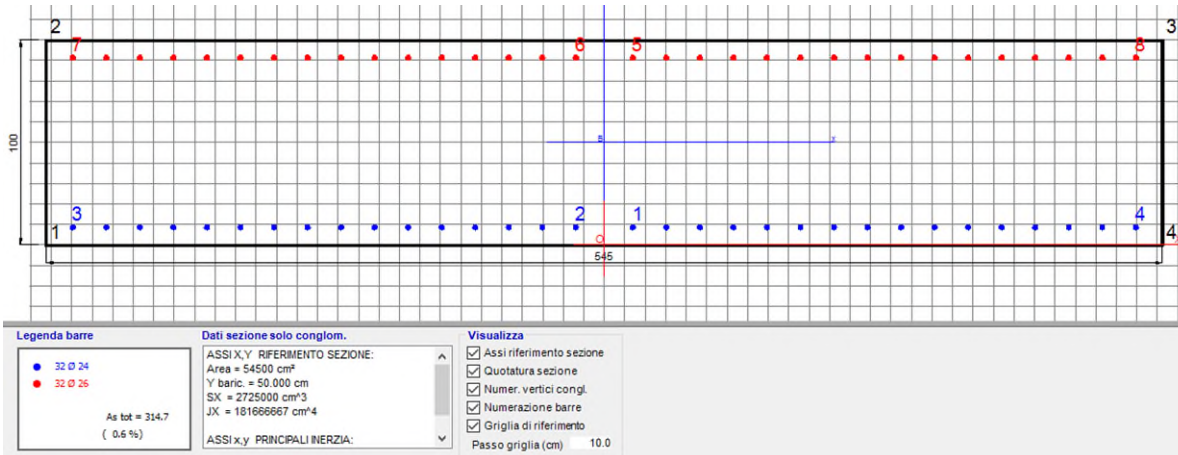 2
3
7
6
5
8
100
3
2
1
4
1
O
4
545
Legenda barre
32 Ø 24
32 Ø 26
As tot = 314.7
( 0.6 %)
Dati sezione solo conglom.
ASSI X,Y RIFERIMENTO SEZIONE:
Area = 54500 cm²
Y baric. = 50.000 cm
SX = 2725000 cm^3
JX = 181666667 cm^4
ASSI x,y PRINCIPALI INERZIA:
Visualizza
Assi riferimento sezione
Quotatura sezione
Numer. vertici congl.
Numerazione barre
Griglia di riferimento
Passo griglia (cm) 10.0